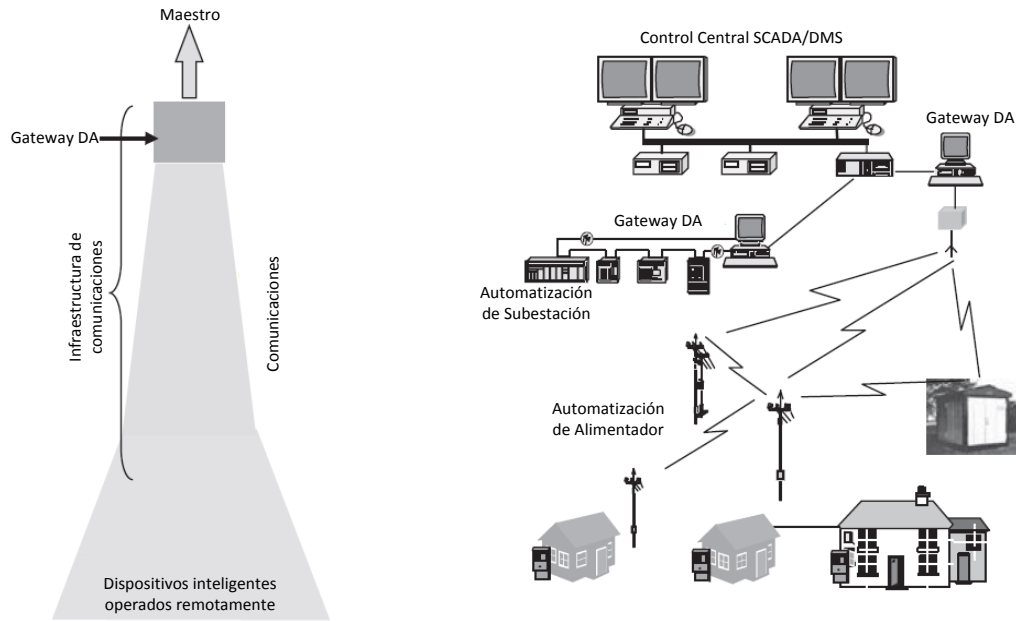 Maestro
Gateway DA
Infraestructura de
comunicaciones
Comunicaciones
Dispositivos inteligentes
operados remotamente
Control Central SCADA/DMS
Gateway DA
Gateway DA
Automatización
de Subestación
Automatización
de Alimentador